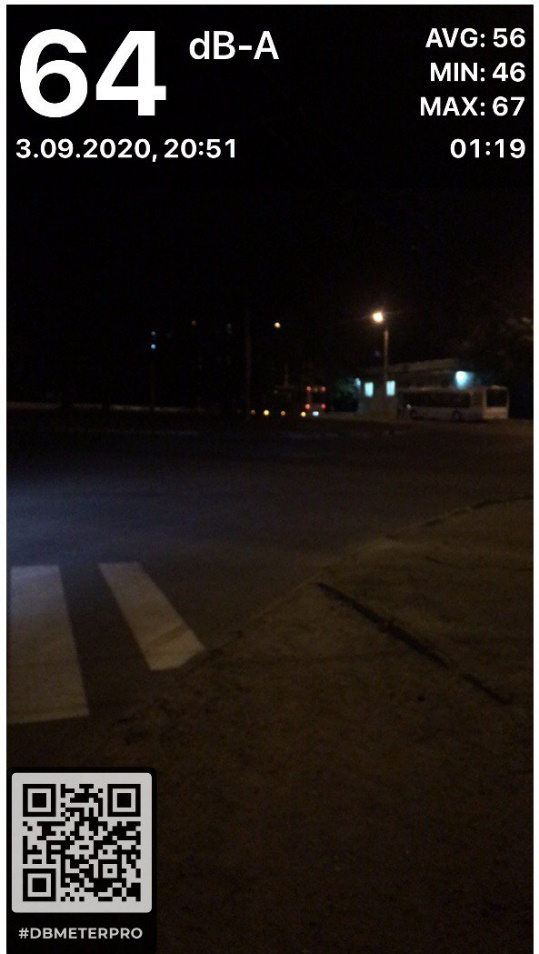 64 dB-A
AVG: 56
MIN: 46
MAX: 67
3.09.2020, 20:51
01:19
#DBMETERPRO